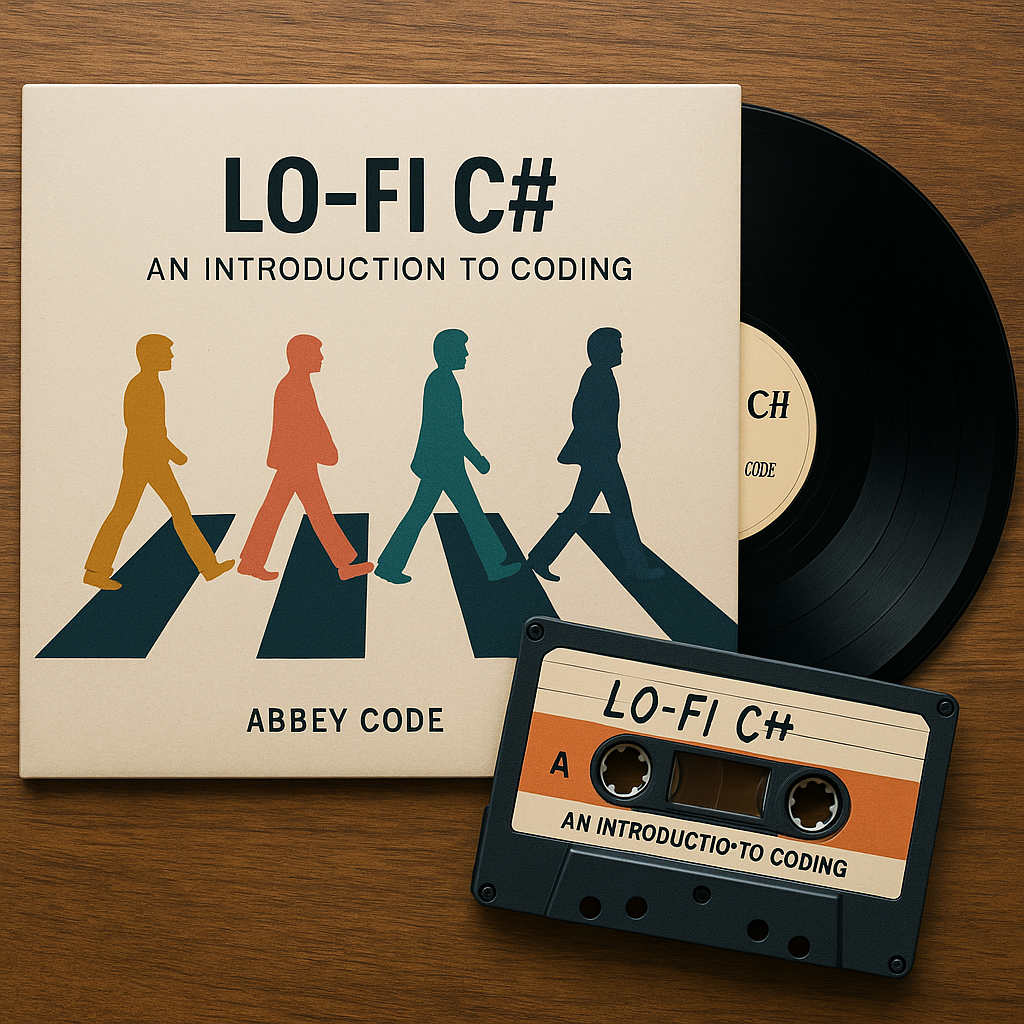 LO-FI C#
AN INTRODUCTION TO CODING
ABBEY CODE
CH
CODE
LO-FI C#
A
AN INTRODUCTIO•TO CODING